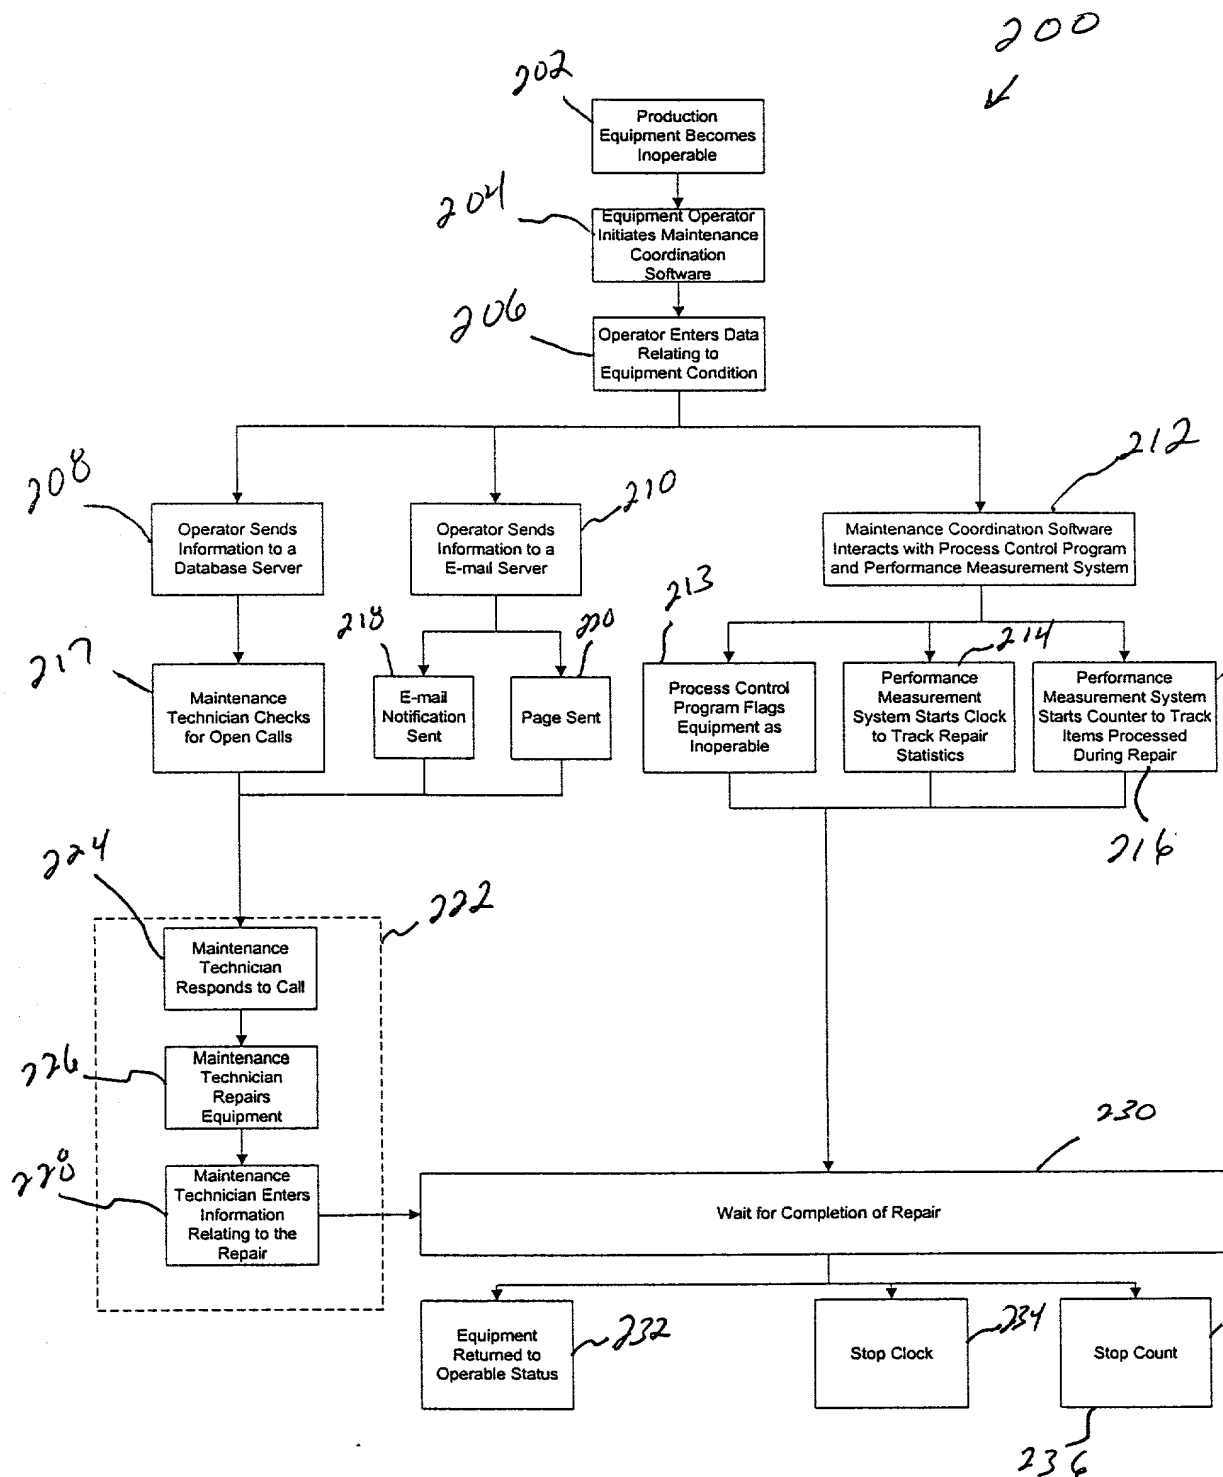 200
202
Production
Equipment Becomes
Inoperable
204
Equipment Operator
Initiates Maintenance
Coordination
Software
206
Operator Enters Data
Relating to
Equipment Condition
208
Operator Sends
Information to a
Database Server
210
Operator Sends
Information to a
E-mail Server
212
Maintenance Coordination Software
Interacts with Process Control Program
and Performance Measurement System
217
Maintenance
Technician Checks
for Open Calls
218
E-mail
Notification
Sent
220
Page Sent
213
Process Control
Program Flags
Equipment as
Inoperable
214
Performance
Measurement
System Starts Clock
to Track Repair
Statistics
Performance
Measurement System
Starts Counter to Track
Items Processed
During Repair
216
224
222
Maintenance
Technician
Responds to Call
226
Maintenance
Technician
Repairs
Equipment
228
Maintenance
Technician Enters
Information
Relating to the
Repair
230
Wait for Completion of Repair
Equipment
Returned to
Operable Status
232
Stop Clock
234
Stop Count
236